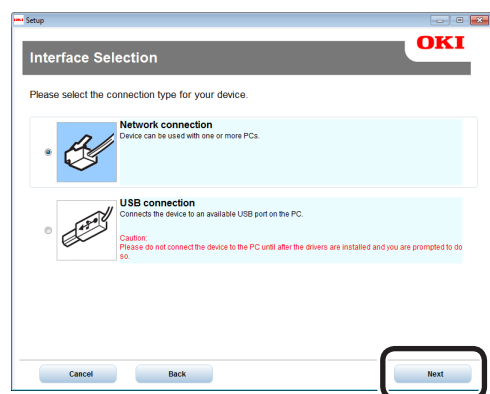 OKI Setup
OKI
Interface Selection
Please select the connection type for your device.
Network connection
Device can be used with one or more PCs.
USB connection
Connects the device to an available USB port on the PC.
Caution:
Please do not connect the device to the PC until after the drivers are installed and you are prompted to do
so.
Cancel Back Next